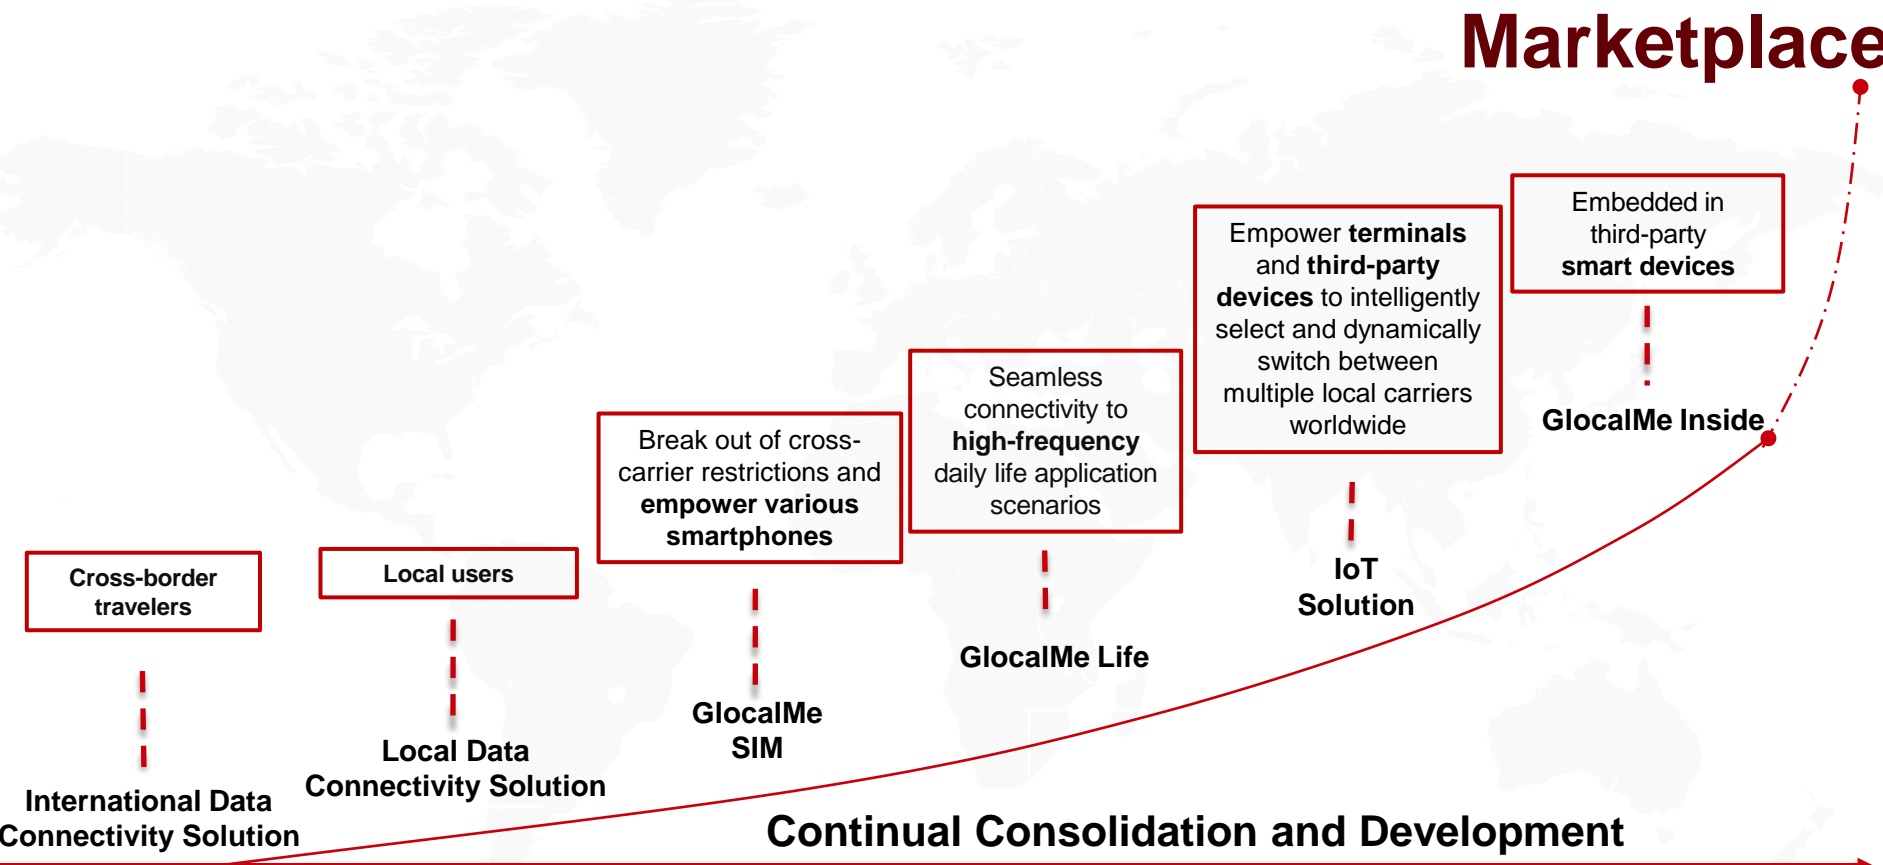 Marketplace
Embedded in
third-party
smart devices
GlocalMe Inside
Empower terminals
and third-party
devices to intelligently
select and dynamically
switch between
multiple local carriers
worldwide
IoT
Solution
Seamless
connectivity to
high-frequency
daily life application
scenarios
GlocalMe Life
Break out of cross-
carrier restrictions and
empower various
smartphones
GlocalMe
SIM
Local users
Local Data
Connectivity Solution
Cross-border
travelers
International Data
Connectivity Solution
Continual Consolidation and Development